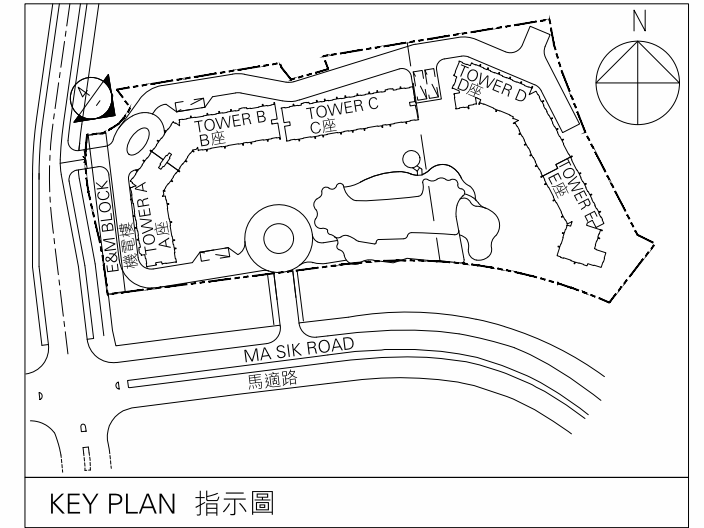 N
4
TOWER B
B座
TOWER C
C座
TOWER D
D座
TOWER E
E座
TOWER A
A座
E&M BLOCK
機電樓
MA SIK ROAD
馬適路
KEY PLAN 指示圖